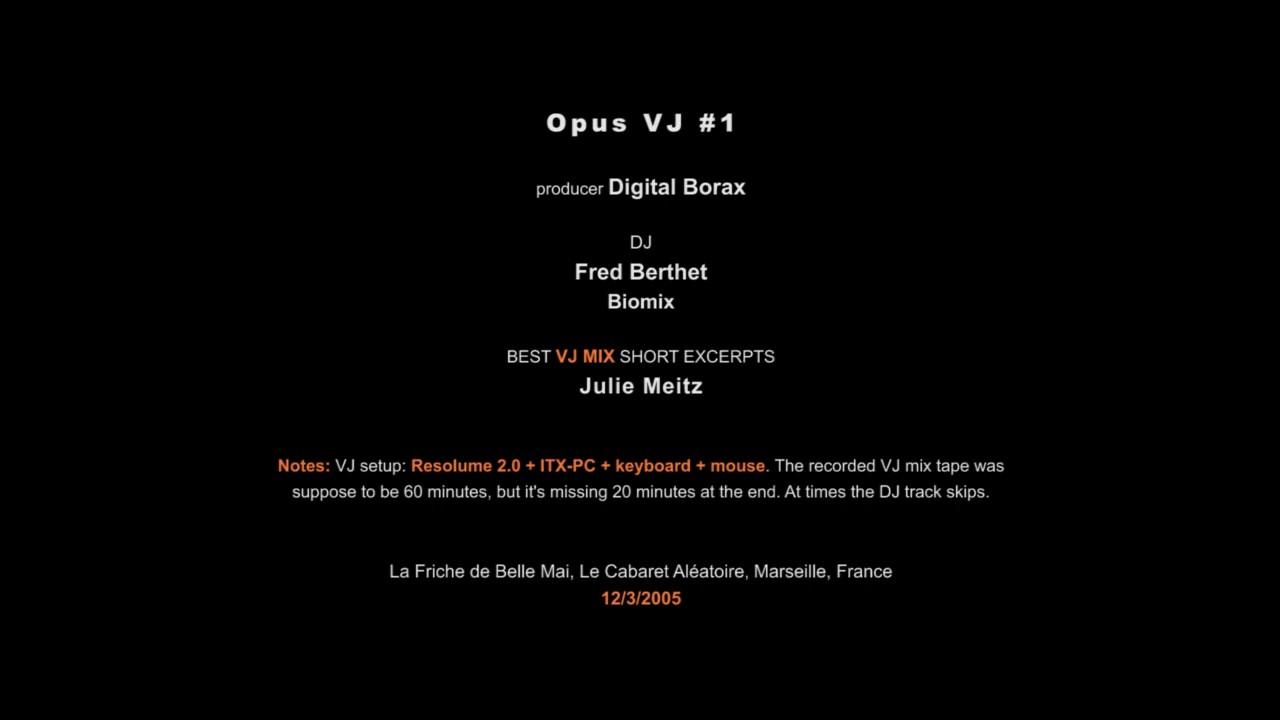 Opus VJ #1
producer Digital Borax
DJ
Fred Berthet
Biomix
BEST VJ MIX SHORT EXCERPTS
Julie Meitz
Notes: VJ setup: Resolume 2.0 + ITX-PC + keyboard + mouse. The recorded VJ mix tape was
suppose to be 60 minutes, but it's missing 20 minutes at the end. At times the DJ track skips.
La Friche de Belle Mai, Le Cabaret Aléatoire, Marseille, France
12/3/2005